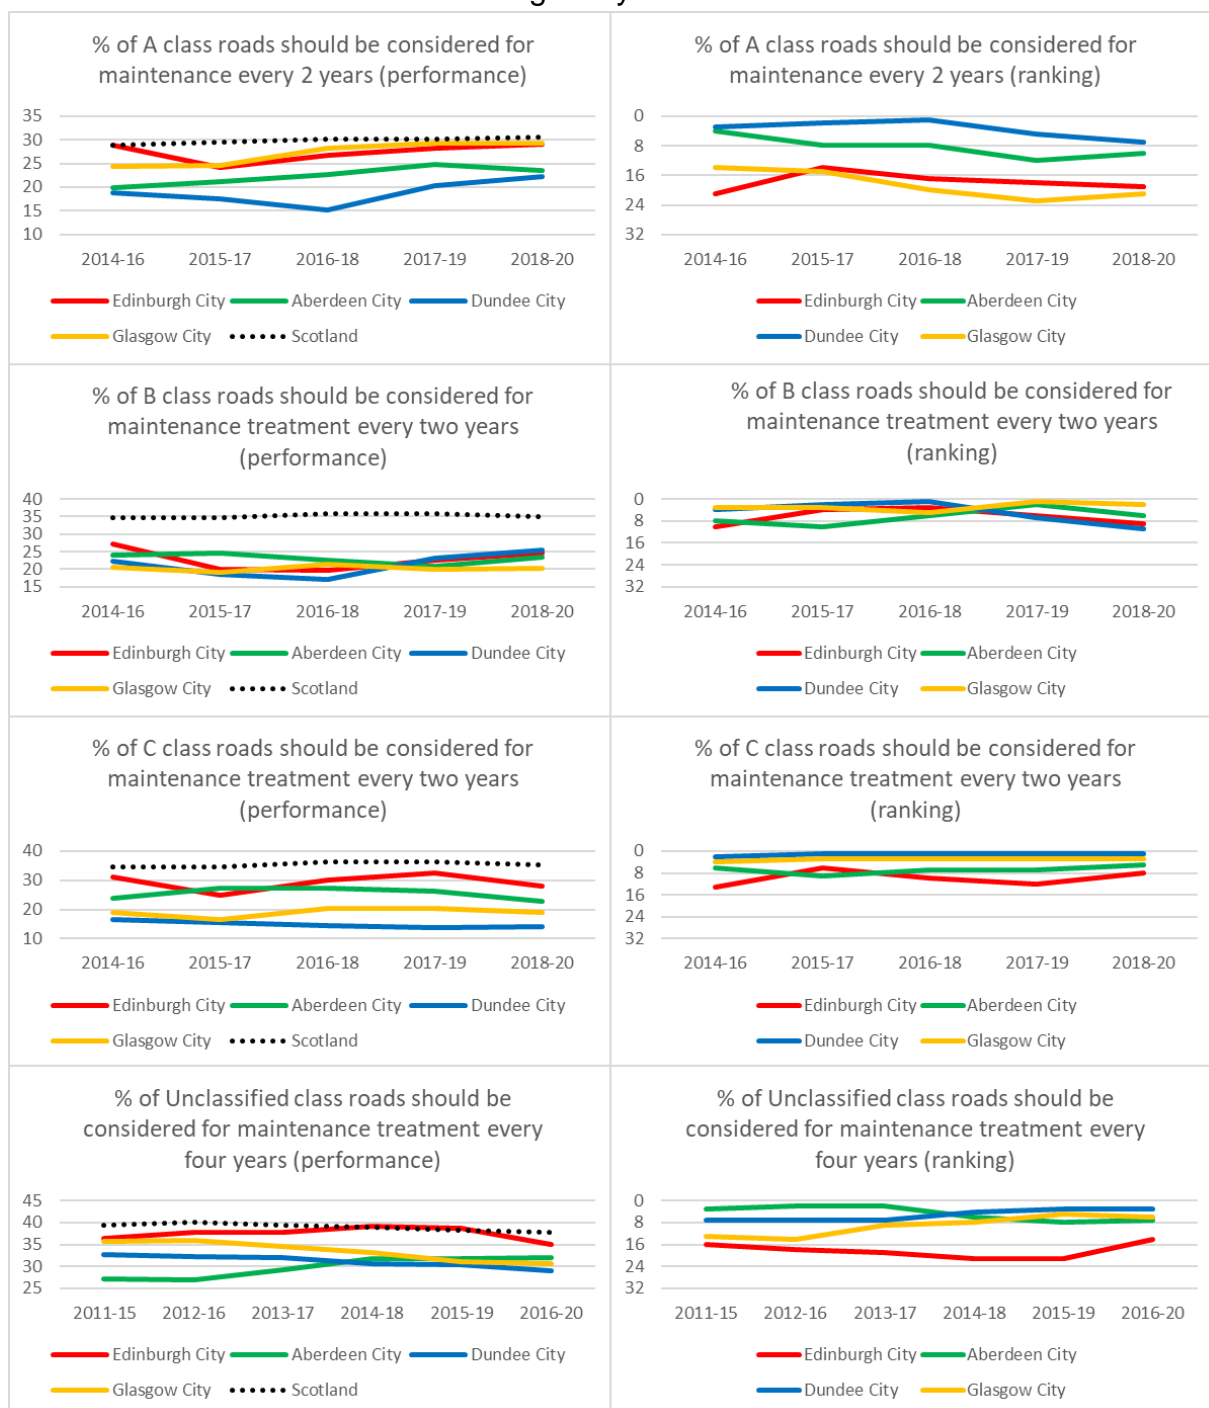 % of A class roads should be considered for
maintenance every 2 years (performance)
35
30
25
20
15
10
2014-16 2015-17 2016-18 2017-19 2018-20
Edinburgh City Aberdeen City Dundee City
Glasgow City Scotland
% of A class roads should be considered for
maintenance every 2 years (ranking)
0
8
16
24
32
2014-16 2015-17 2016-18 2017-19 2018-20
Edinburgh City Aberdeen City
Dundee City Glasgow City
% of B class roads should be considered for
maintenance treatment every two years
(performance)
40
35
30
25
20
15
2014-16 2015-17 2016-18 2017-19 2018-20
Edinburgh City Aberdeen City Dundee City
Glasgow City Scotland
% of B class roads should be considered for
maintenance treatment every two years
(ranking)
0
8
16
24
32
2014-16 2015-17 2016-18 2017-19 2018-20
Edinburgh City Aberdeen City
Dundee City Glasgow City
% of C class roads should be considered for
maintenance treatment every two years
(performance)
40
30
20
10
2014-16 2015-17 2016-18 2017-19 2018-20
Edinburgh City Aberdeen City Dundee City
Glasgow City Scotland
% of C class roads should be considered for
maintenance treatment every two years
(ranking)
0
8
16
24
32
2014-16 2015-17 2016-18 2017-19 2018-20
Edinburgh City Aberdeen City
Dundee City Glasgow City
% of Unclassified class roads should be
considered for maintenance treatment every
four years (performance)
45
40
35
30
25
2011-15 2012-16 2013-17 2014-18 2015-19 2016-20
Edinburgh City Aberdeen City Dundee City
Glasgow City Scotland
% of Unclassified class roads should be
considered for maintenance treatment every
four years (ranking)
0
8
16
24
32
2011-15 2012-16 2013-17 2014-18 2015-19 2016-20
Edinburgh City Aberdeen City
Dundee City Glasgow City